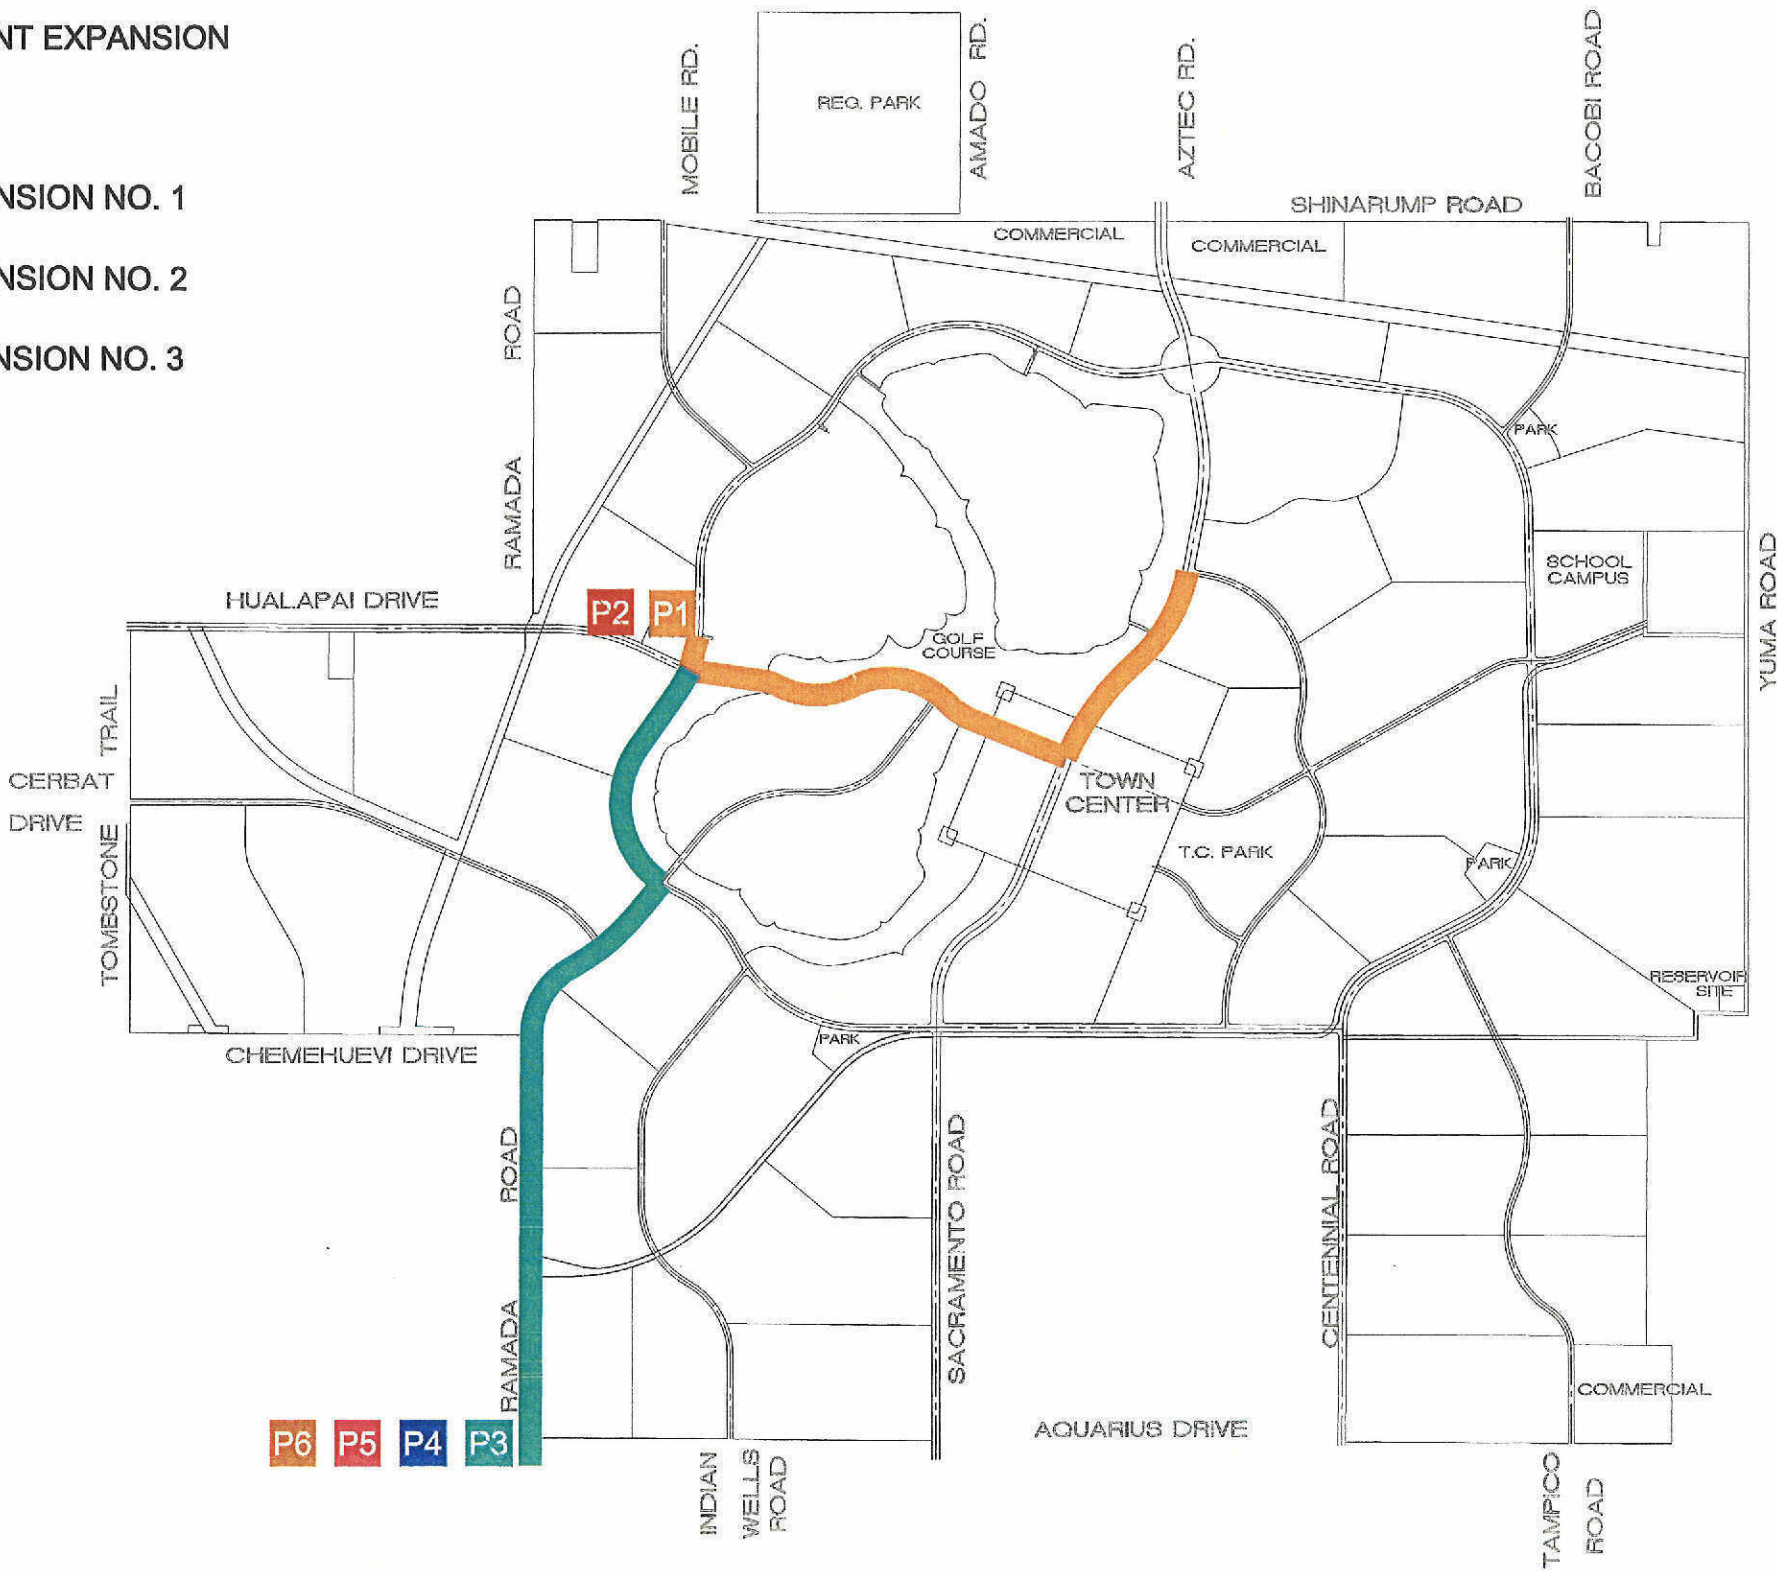 NT EXPANSION
NSION NO. 1
NSION NO. 2
NSION NO. 3
MOBILE RD.
REG. PARK
AMADO RD.
AZTEC RD.
BACOBI ROAD
SHINARUMP ROAD
COMMERCIAL
COMMERCIAL
RAMADA ROAD
PARK
SCHOOL
CAMPUS
YUMA ROAD
HUALAPAI DRIVE
P2
P1
GOLF
COURSE
TOMBSTONE TRAIL
CERBAT
DRIVE
TOWN
CENTER
T.C. PARK
PARK
RESERVOIR
SITE
CHEMEHUEVI DRIVE
PARK
RAMADA ROAD
SACRAMENTO ROAD
CENTENNIAL ROAD
COMMERCIAL
P6
P5
P4
P3
AQUARIUS DRIVE
INDIAN
WELLS
ROAD
TAMPICO
ROAD